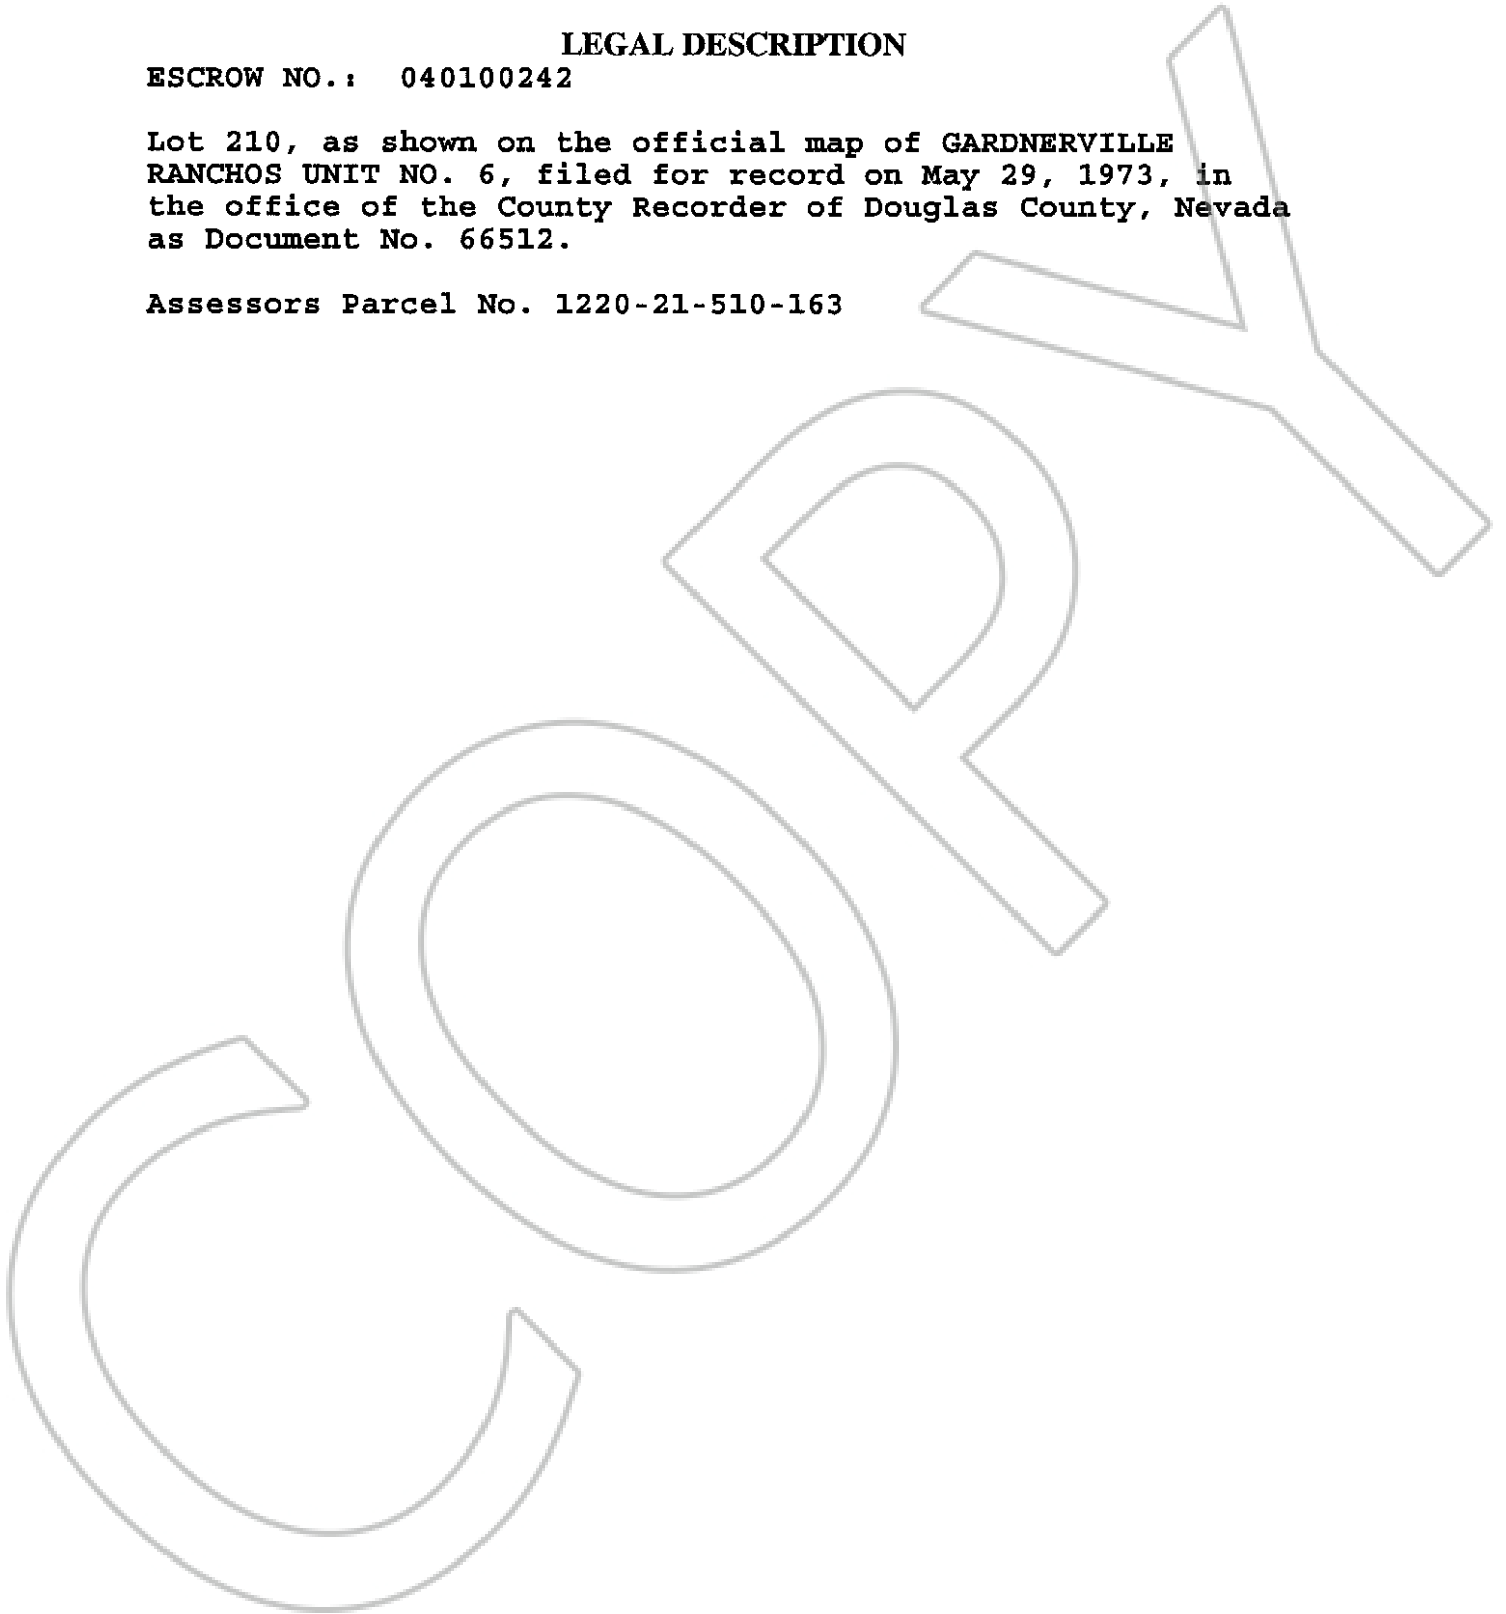 LEGAL DESCRIPTION
ESCROW NO.: 040100242
Lot 210, as shown on the official map of GARDNERVILLE
RANCHOS UNIT NO. 6, filed for record on May 29, 1973, in
the office of the County Recorder of Douglas County, Nevada
as Document No. 66512.
Assessors Parcel No. 1220-21-510-163
COPY